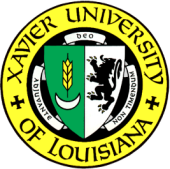 XAVIER UNIVERSITY
OF LOUISIANA
DEO
ADJUVANTE
NON TIMENDUM